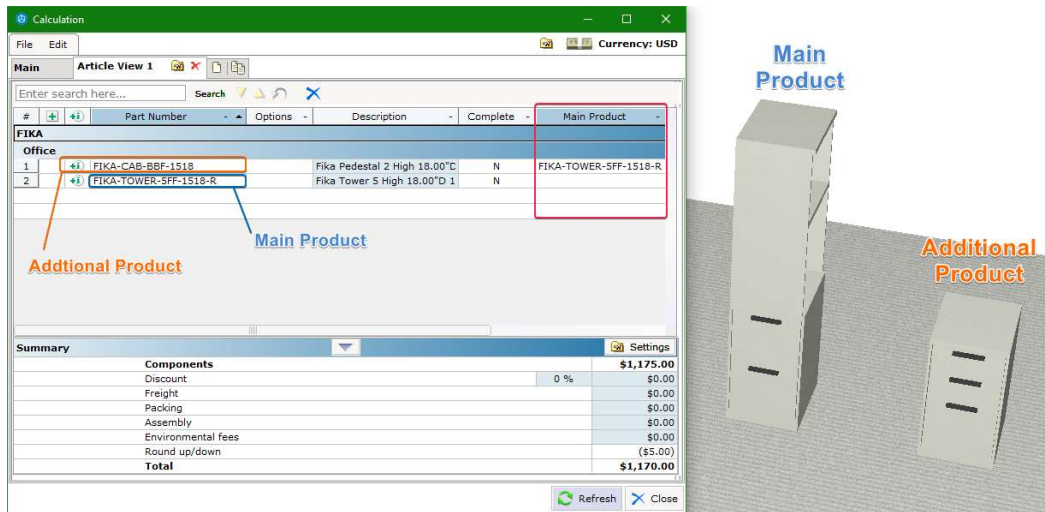 Calculation
File Edit Currency: USD
Main Article View 1
Enter search here... Search
# Part Number Options Description Complete Main Product
FIKA
Office
1 FIKA-CAB-BBF-1518 Fika Pedestal 2 High 18.00"D N FIKA-TOWER-5FF-1518-R
2 FIKA-TOWER-5FF-1518-R Fika Tower 5 High 18.00"D 1 N
Main Product
Addtional Product
Summary Settings
Components $1,175.00
Discount 0 % $0.00
Freight $0.00
Packing $0.00
Assembly $0.00
Environmental fees $0.00
Round up/down ($5.00)
Total $1,170.00
Refresh Close
Main
Product
Additional
Product